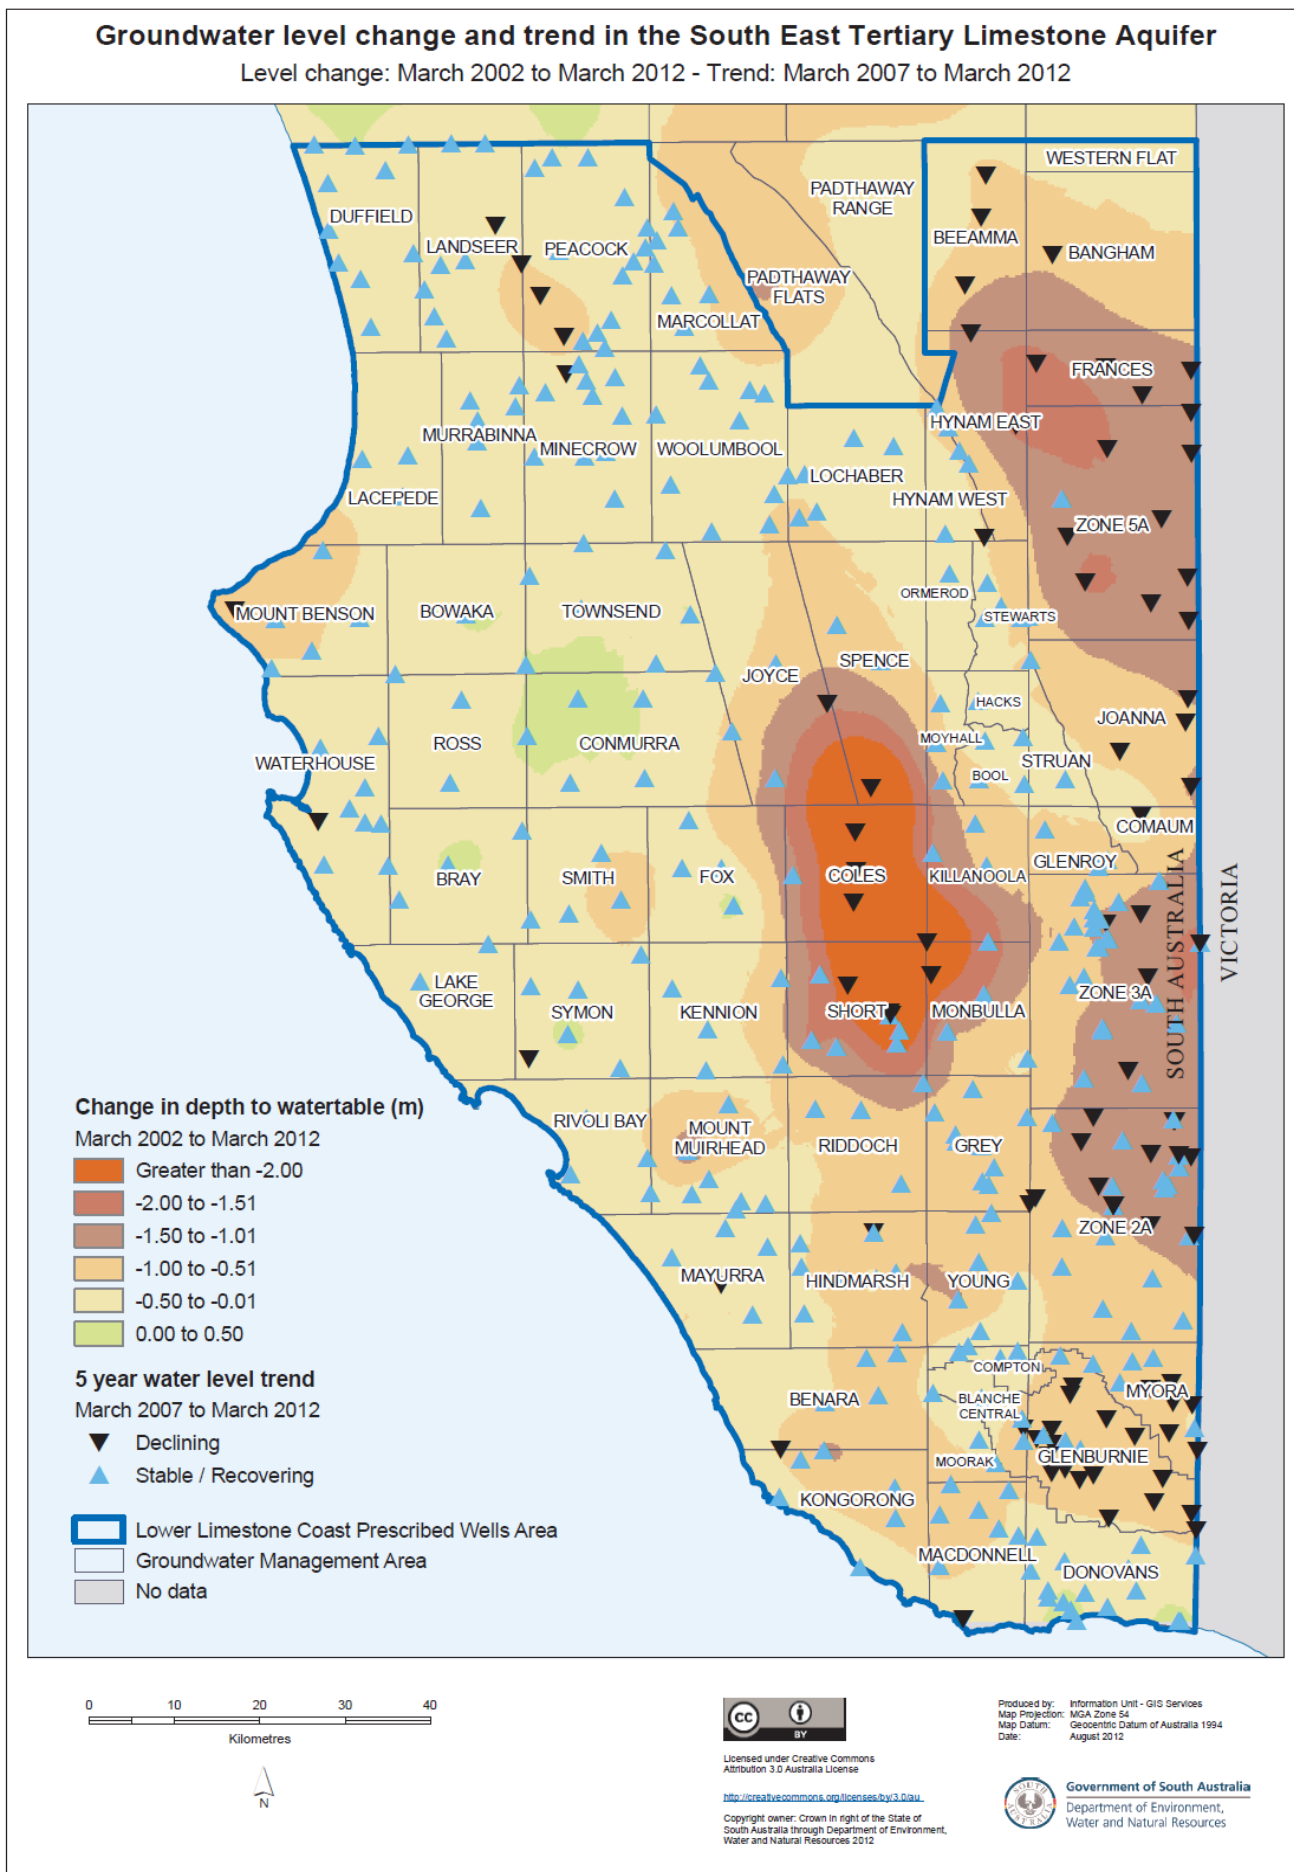 Groundwater level change and trend in the South East Tertiary Limestone Aquifer
Level change: March 2002 to March 2012 - Trend: March 2007 to March 2012
WESTERN FLAT
PADTHAWAY
RANGE
DUFFIELD
LANDSEER
PEACOCK
BEEAMMA
BANGHAM
PADTHAWAY
FLATS
MARCOLLAT
FRANCES
HYNAM EAST
MURRABINNA
MINECROW
WOOLUMBOOL
LOCHABER
LACEPEDE
HYNAM WEST
ZONE 5A
ORMEROD
MOUNT BENSON
BOWAKA
TOWNSEND
STEWARTS
SPENCE
JOYCE
HACKS
JOANNA
ROSS
CONMURRA
MOYHALL
WATERHOUSE
STRUAN
BOOL
COMAUM
GLENROY
BRAY
SMITH
FOX
COLES
KILLANOOLA
SOUTH AUSTRALIA
VICTORIA
LAKE
GEORGE
ZONE 3A
SYMON
KENNION
SHORT
MONBULLA
RIVOLI BAY
MOUNT
MUIRHEAD
RIDDOCH
GREY
ZONE 2A
MAYURRA
HINDMARSH
YOUNG
COMPTON
BENARA
BLANCHE
CENTRAL
MYORA
MOORAK
GLENBURNIE
KONGORONG
MACDONNELL
DONOVANS
Change in depth to watertable (m)
March 2002 to March 2012
Greater than -2.00
-2.00 to -1.51
-1.50 to -1.01
-1.00 to -0.51
-0.50 to -0.01
0.00 to 0.50
5 year water level trend
March 2007 to March 2012
Declining
Stable / Recovering
Lower Limestone Coast Prescribed Wells Area
Groundwater Management Area
No data
0 10 20 30 40
Kilometres
N
CC BY
Licensed under Creative Commons
Attribution 3.0 Australia License
http://creativecommons.org/licenses/by/3.0/au
Copyright owner: Crown in right of the State of
South Australia through Department of Environment,
Water and Natural Resources 2012
Produced by: Information Unit - GIS Services
Map Projection: MGA Zone 54
Map Datum: Geocentric Datum of Australia 1994
Date: August 2012
SOUTH AUSTRALIA
Government of South Australia
Department of Environment,
Water and Natural Resources